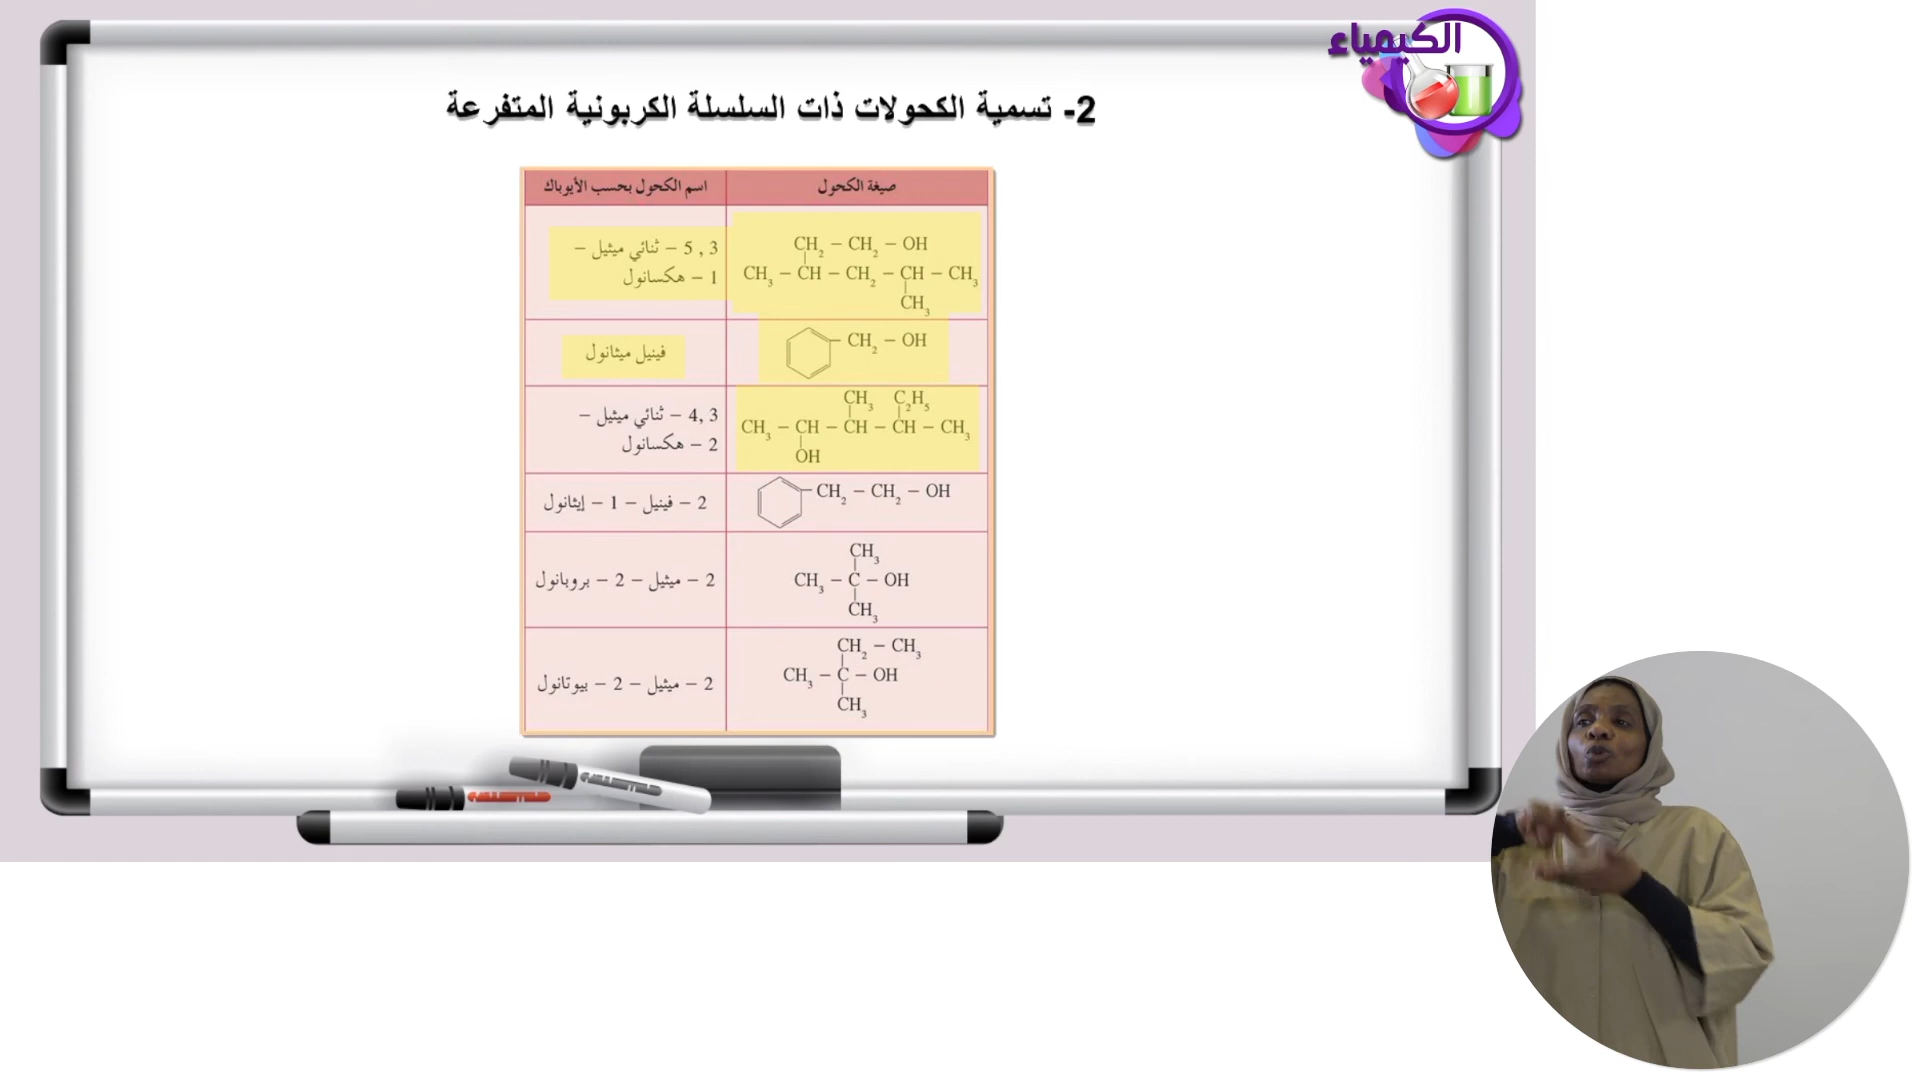 الكيمياء
2- تسمية الكحولات ذات السلسلة الكربونية المتفرعة
صيغة الكحول
اسم الكحول بحسب الأيوباك
CH₂ – CH₂ – OH
CH₃ – CH – CH₂ – CH – CH₃
CH₃
3 , 5 – ثنائي ميثيل –
1 – هكسانول
CH₂ – OH
فينيل ميثانول
CH₃ C₂H₅
CH₃ – CH – CH – CH – CH₃
OH
3 ,4 – ثنائي ميثيل –
2 – هكسانول
CH₂ – CH₂ – OH
2 – فينيل – 1 – إيثانول
CH₃
CH₃ – C – OH
CH₃
2 – ميثيل – 2 – بروبانول
CH₂ – CH₃
CH₃ – C – OH
CH₃
2 – ميثيل – 2 – بيوتانول